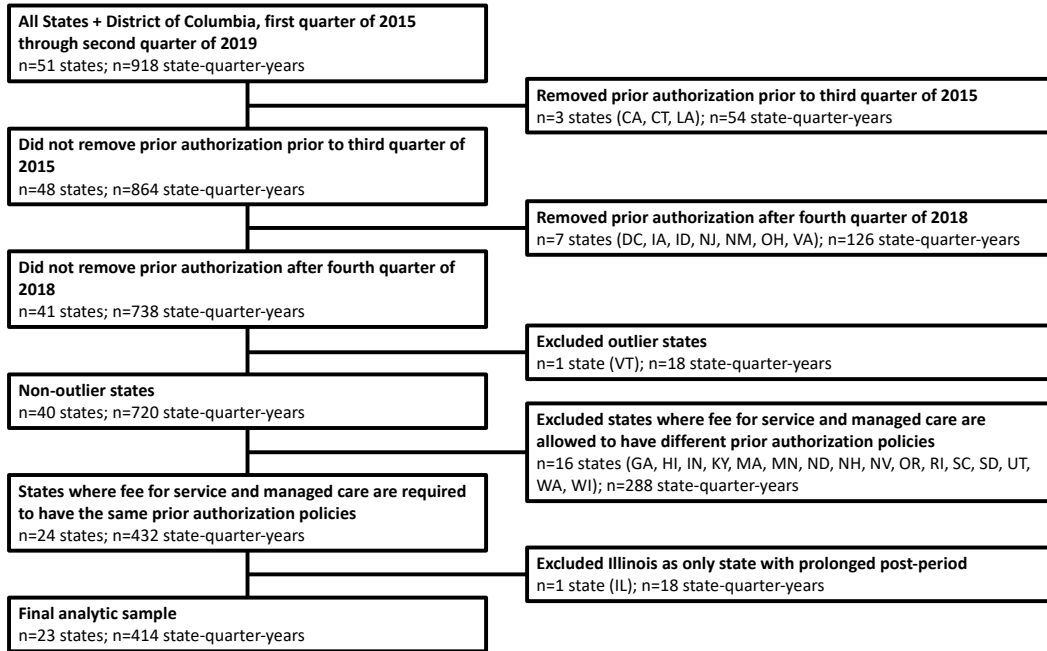 All States + District of Columbia, first quarter of 2015
through second quarter of 2019
n=51 states; n=918 state-quarter-years
Removed prior authorization prior to third quarter of 2015
n=3 states (CA, CT, LA); n=54 state-quarter-years
Did not remove prior authorization prior to third quarter of
2015
n=48 states; n=864 state-quarter-years
Removed prior authorization after fourth quarter of 2018
n=7 states (DC, IA, ID, NJ, NM, OH, VA); n=126 state-quarter-years
Did not remove prior authorization after fourth quarter of
2018
n=41 states; n=738 state-quarter-years
Excluded outlier states
n=1 state (VT); n=18 state-quarter-years
Non-outlier states
n=40 states; n=720 state-quarter-years
Excluded states where fee for service and managed care are
allowed to have different prior authorization policies
n=16 states (GA, HI, IN, KY, MA, MN, ND, NH, NV, OR, RI, SC, SD, UT,
WA, WI); n=288 state-quarter-years
States where fee for service and managed care are required
to have the same prior authorization policies
n=24 states; n=432 state-quarter-years
Excluded Illinois as only state with prolonged post-period
n=1 state (IL); n=18 state-quarter-years
Final analytic sample
n=23 states; n=414 state-quarter-years